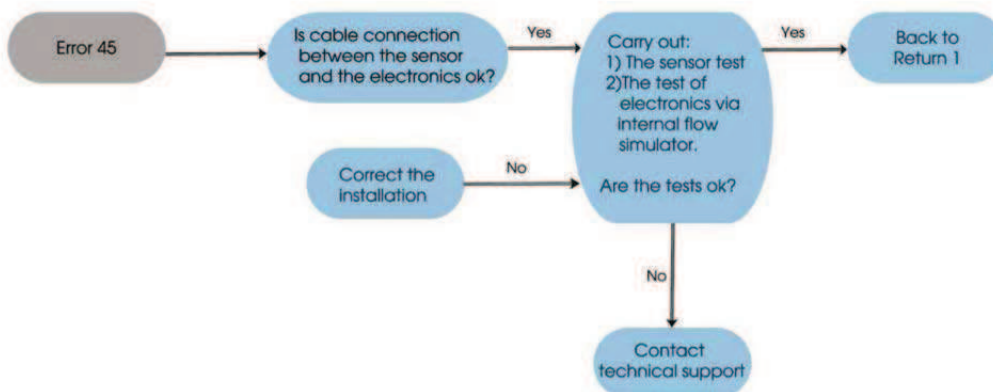 Error 45
Is cable connection
between the sensor
and the electronics ok?
Yes
Carry out:
1) The sensor test
2)The test of
electronics via
internal flow
simulator.
Are the tests ok?
Yes
Back to
Return 1
Correct the
installation
No
No
Contact
technical support